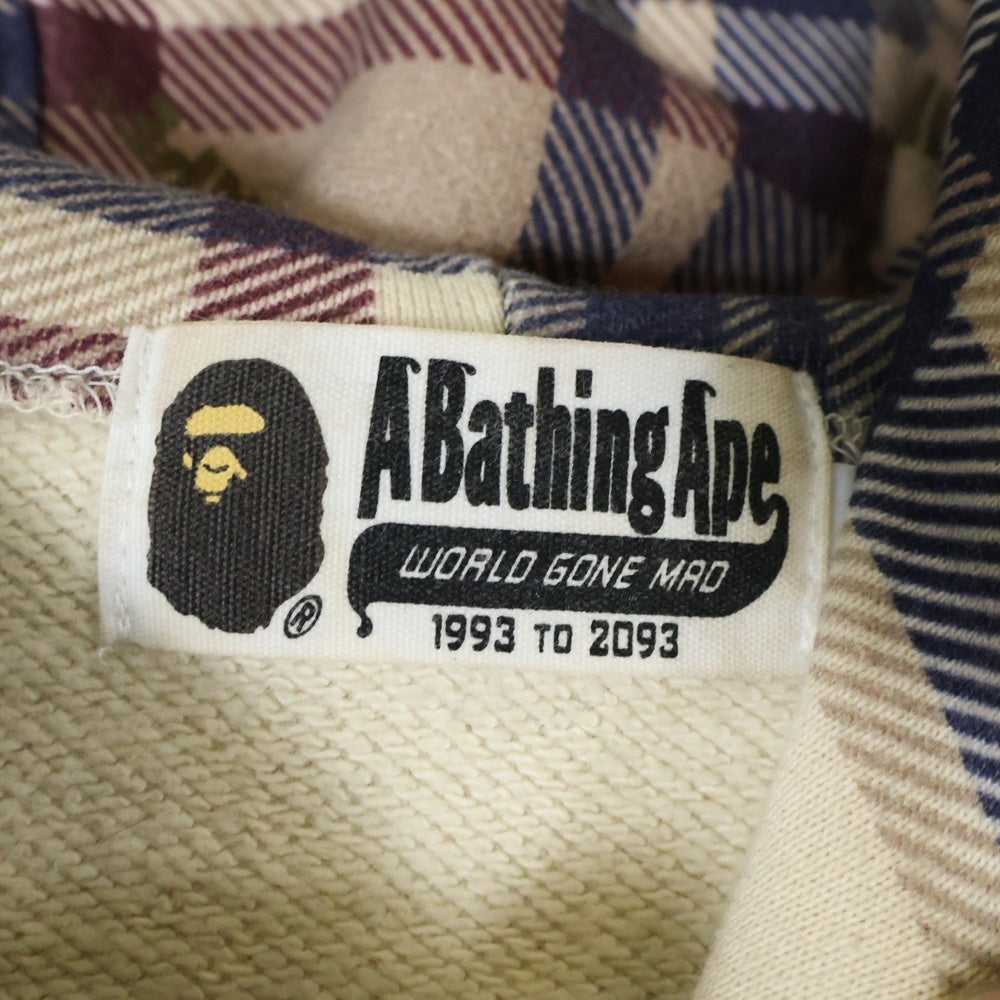 A Bathing Ape
WORLD GONE MAD
®
1993 TO 2093